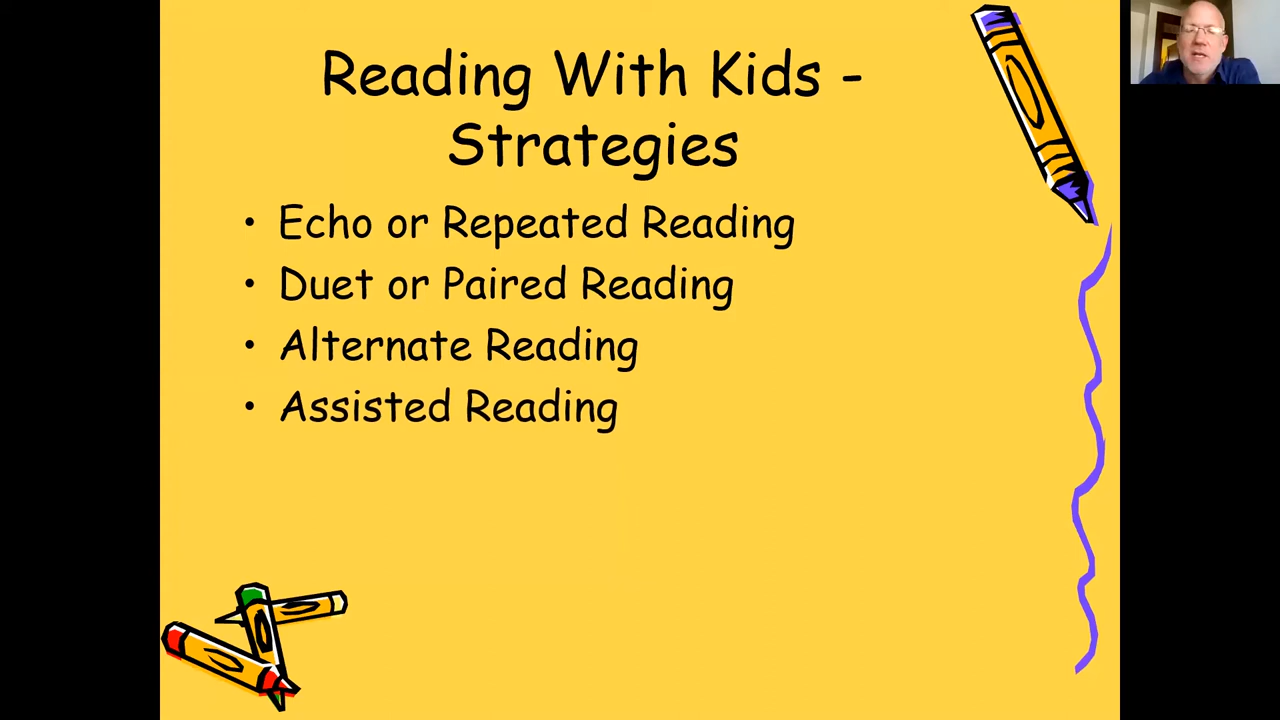 Reading With Kids -
Strategies
• Echo or Repeated Reading
• Duet or Paired Reading
• Alternate Reading
• Assisted Reading